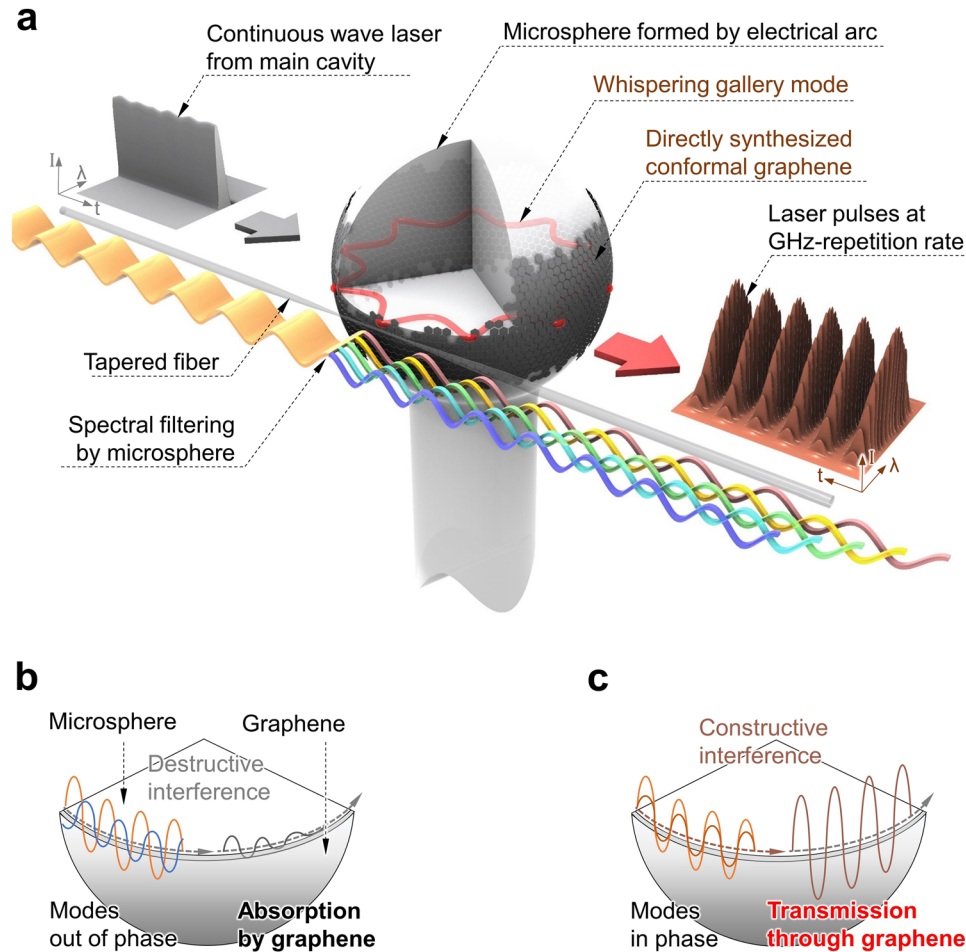 a
Continuous wave laser
from main cavity
Microsphere formed by electrical arc
Whispering gallery mode
Directly synthesized
conformal graphene
Laser pulses at
GHz-repetition rate
I
λ
t
Tapered fiber
Spectral filtering
by microsphere
I
λ
t
b
Microsphere
Graphene
Destructive
interference
Modes
out of phase
Absorption
by graphene
c
Constructive
interference
Modes
in phase
Transmission
through graphene